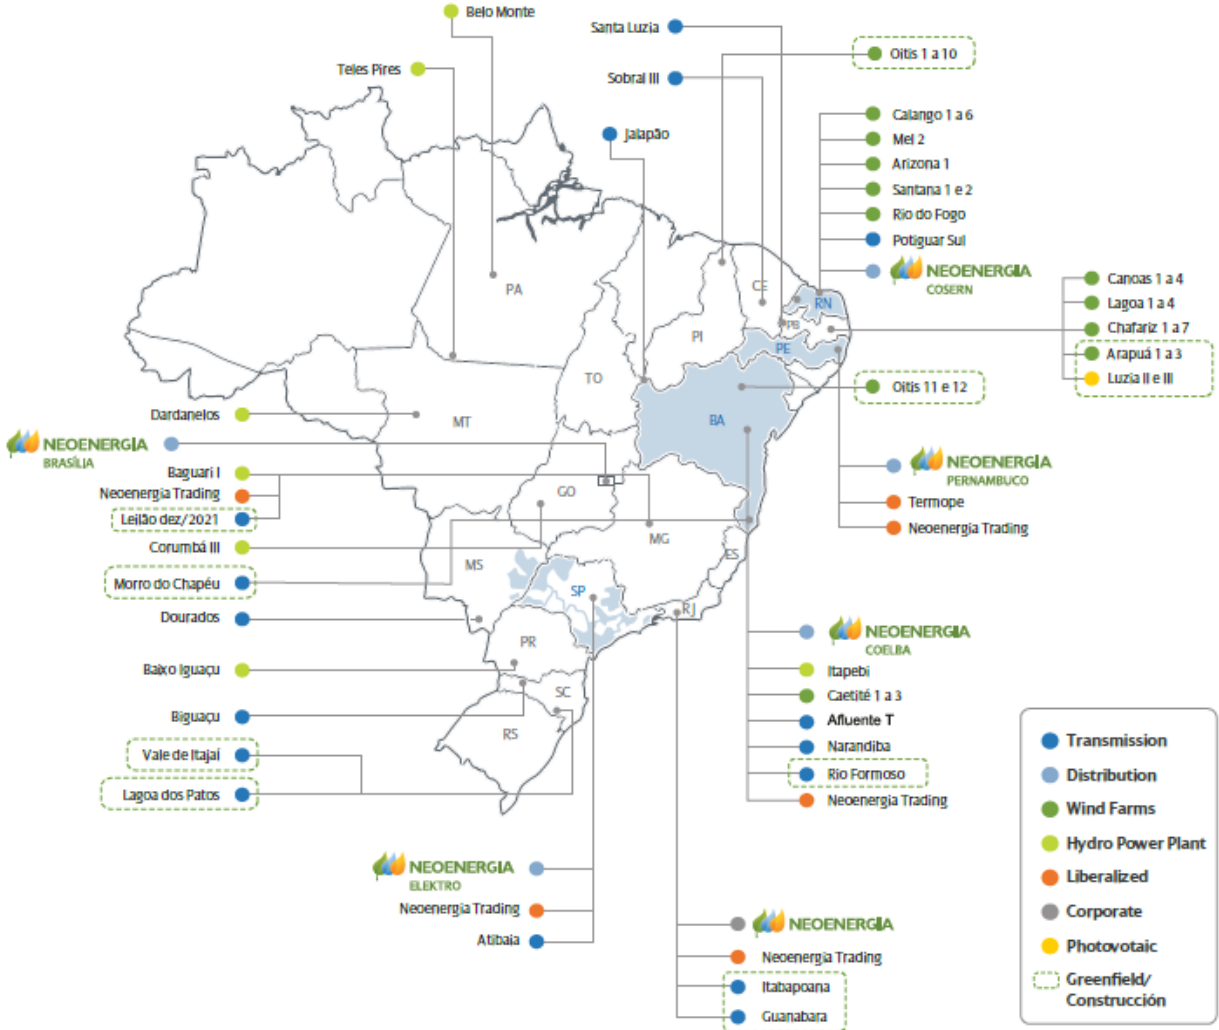 Belo Monte
Santa Luzia
Oitis 1 a 10
Teles Pires
Sobral III
Calango 1 a 6
Jalapão
Mel 2
Arizona 1
Santana 1 e 2
Rio do Fogo
Potiguar Sul
NEOENERGIA
COSERN
Canoas 1 a 4
Lagoa 1 a 4
Chafariz 1 a 7
Arapuá 1 a 3
Luzia II e III
PA
CE
RN
PB
PI
PE
TO
Oitis 11 e 12
BA
Dardanelos
MT
NEOENERGIA
BRASÍLIA
NEOENERGIA
PERNAMBUCO
Termope
Neoenergia Trading
Baguari I
Neoenergia Trading
Leilão dez/2021
Corumbá III
Morro do Chapéu
Dourados
Baixo Iguaçu
Biguaçu
Vale de Itajaí
Lagoa dos Patos
GO
MG
ES
MS
SP
RJ
PR
SC
RS
NEOENERGIA
COELBA
Itapebi
Caetité 1 a 3
Afluente T
Narandiba
Rio Formoso
Neoenergia Trading
NEOENERGIA
ELEKTRO
Neoenergia Trading
Atibaia
NEOENERGIA
Neoenergia Trading
Itabapoana
Guanabara
Transmission
Distribution
Wind Farms
Hydro Power Plant
Liberalized
Corporate
Photovotaic
Greenfield/
Construcción